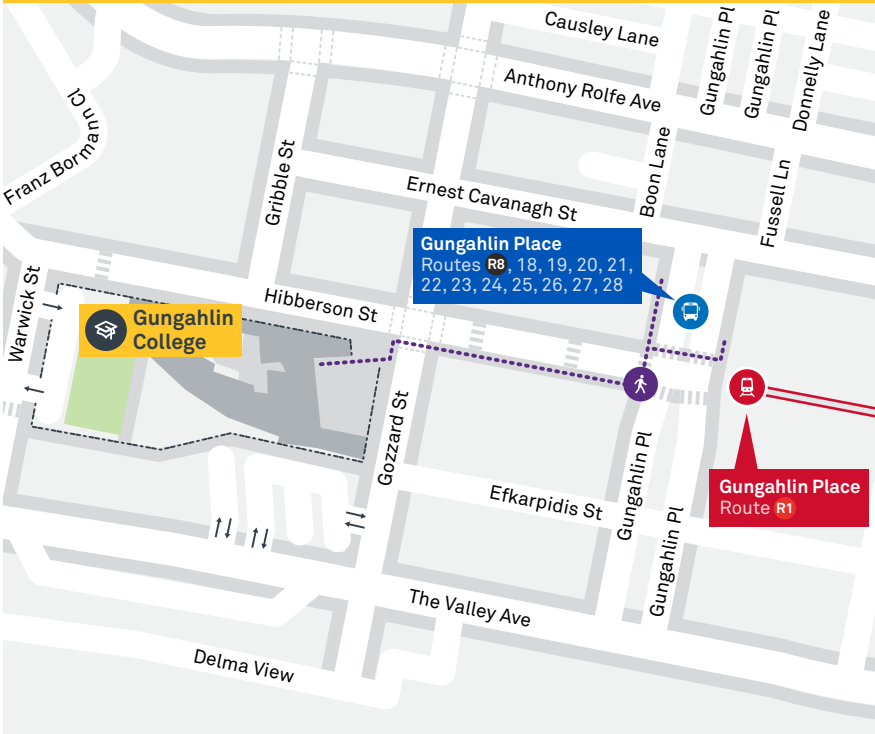 Causley Lane
Gungahlin Pl
Gungahlin Pl
Donnelly Lane
Anthony Rolfe Ave
Franz Bormann Cl
Gribble St
Ernest Cavanagh St
Boon Lane
Fussell Ln
Gungahlin Place
Routes R8, 18, 19, 20, 21,
22, 23, 24, 25, 26, 27, 28
Warwick St
Hibberson St
Gungahlin
College
Gozzard St
Gungahlin Pl
Gungahlin Place
Route R1
Efkarpidis St
Gungahlin Pl
The Valley Ave
Delma View